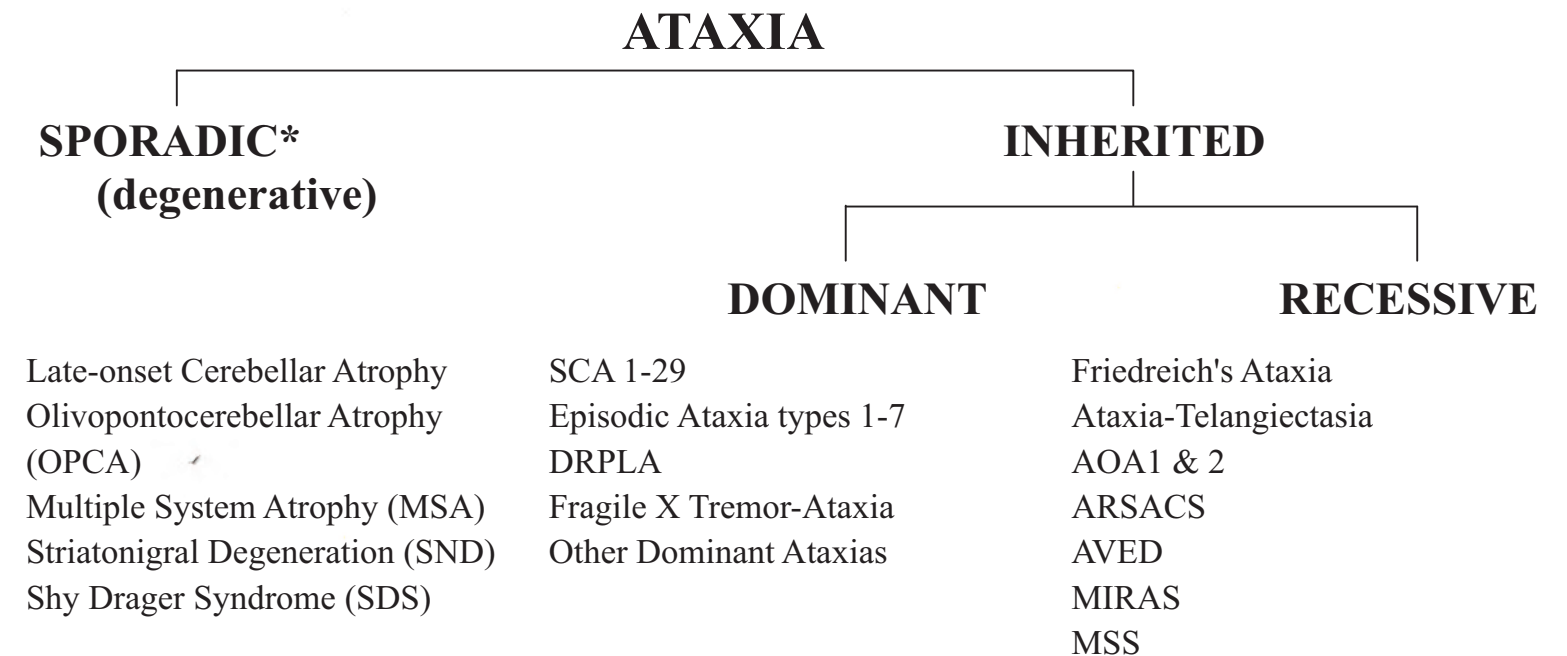 ATAXIA
SPORADIC*
(degenerative)
INHERITED
DOMINANT
RECESSIVE
Late-onset Cerebellar Atrophy
Olivopontocerebellar Atrophy
(OPCA)
Multiple System Atrophy (MSA)
Striatonigral Degeneration (SND)
Shy Drager Syndrome (SDS)
SCA 1-29
Episodic Ataxia types 1-7
DRPLA
Fragile X Tremor-Ataxia
Other Dominant Ataxias
Friedreich's Ataxia
Ataxia-Telangiectasia
AOA1 & 2
ARSACS
AVED
MIRAS
MSS